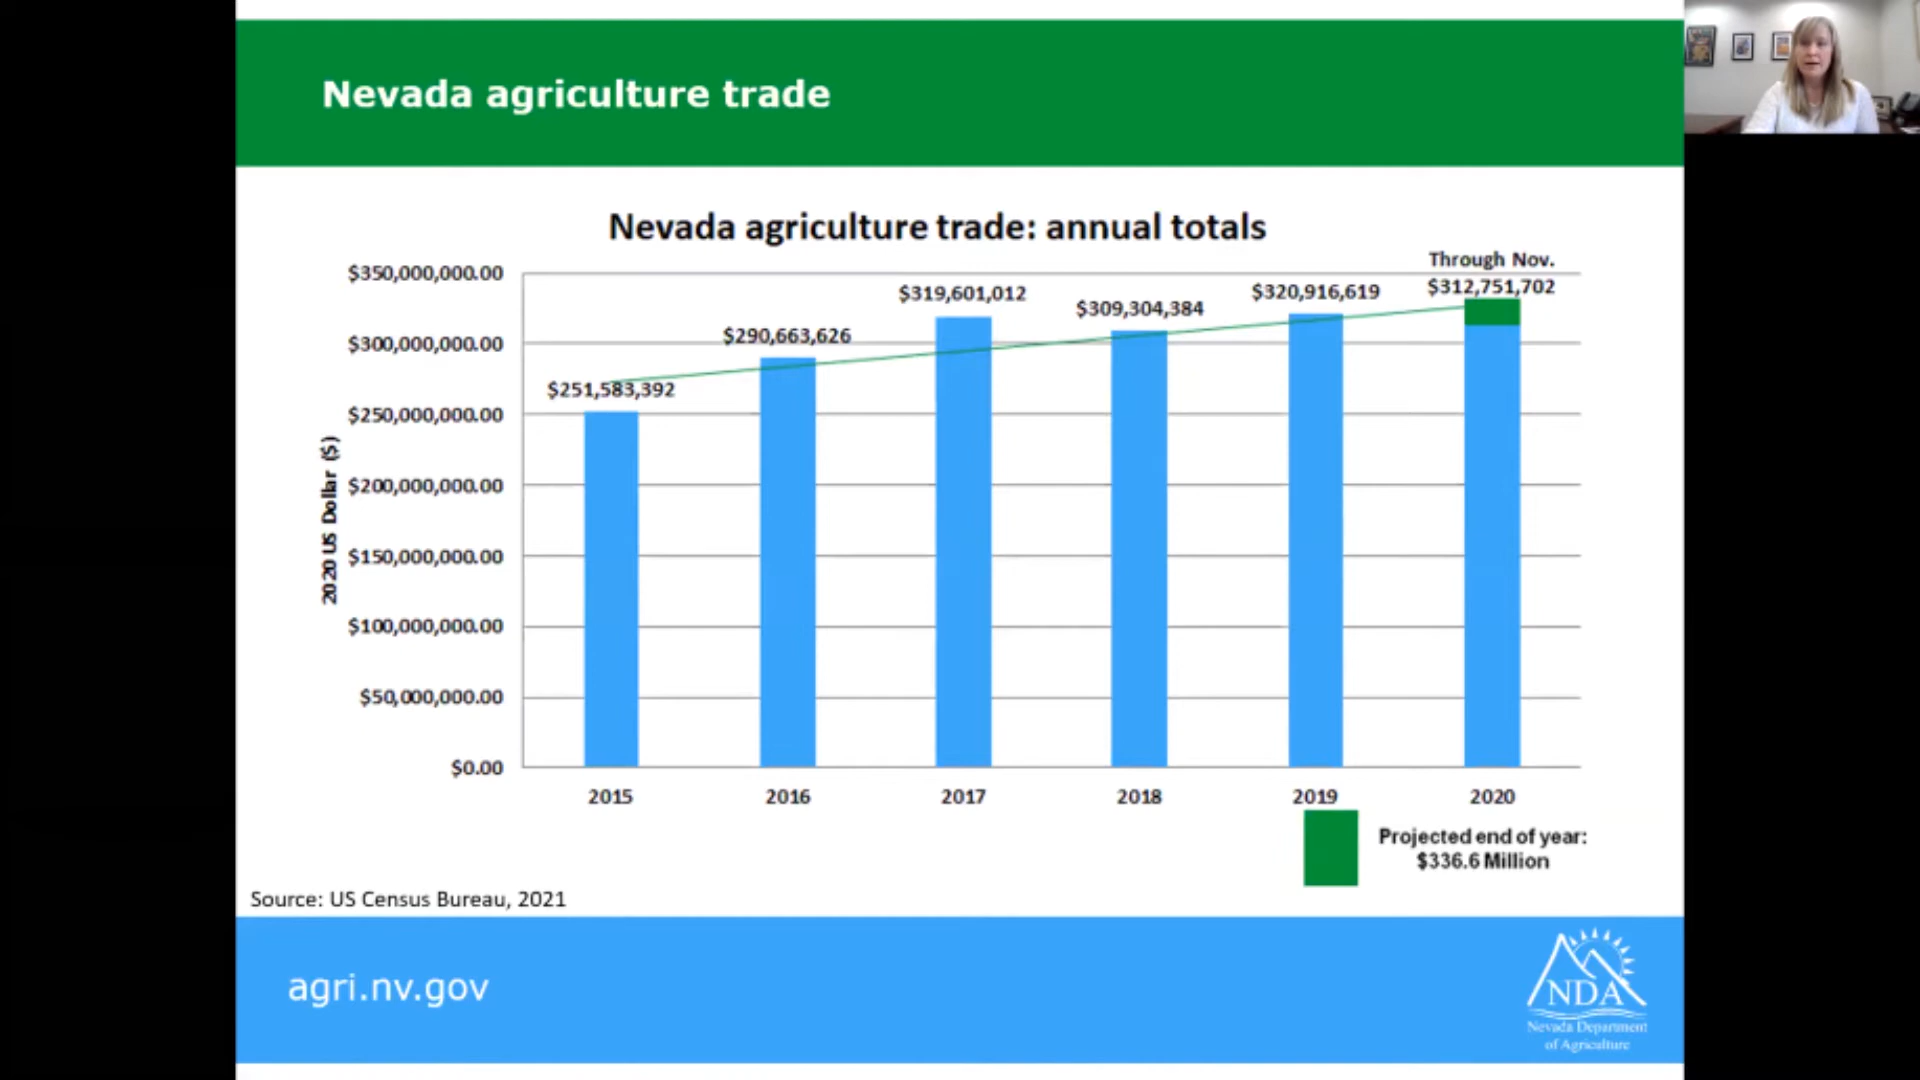 Nevada agriculture trade
Nevada agriculture trade: annual totals
Through Nov.
$350,000,000.00
$312,751,702
$320,916,619
$319,601,012
$309,304,384
$290,663,626
$300,000,000.00
$251,583,392
$250,000,000.00
2020 US Dollar ($)
$200,000,000.00
$150,000,000.00
$100,000,000.00
$50,000,000.00
$0.00
2015 2016 2017 2018 2019 2020
Projected end of year:
$336.6 Million
Source: US Census Bureau, 2021
agri.nv.gov
NDA
Nevada Department
of Agriculture